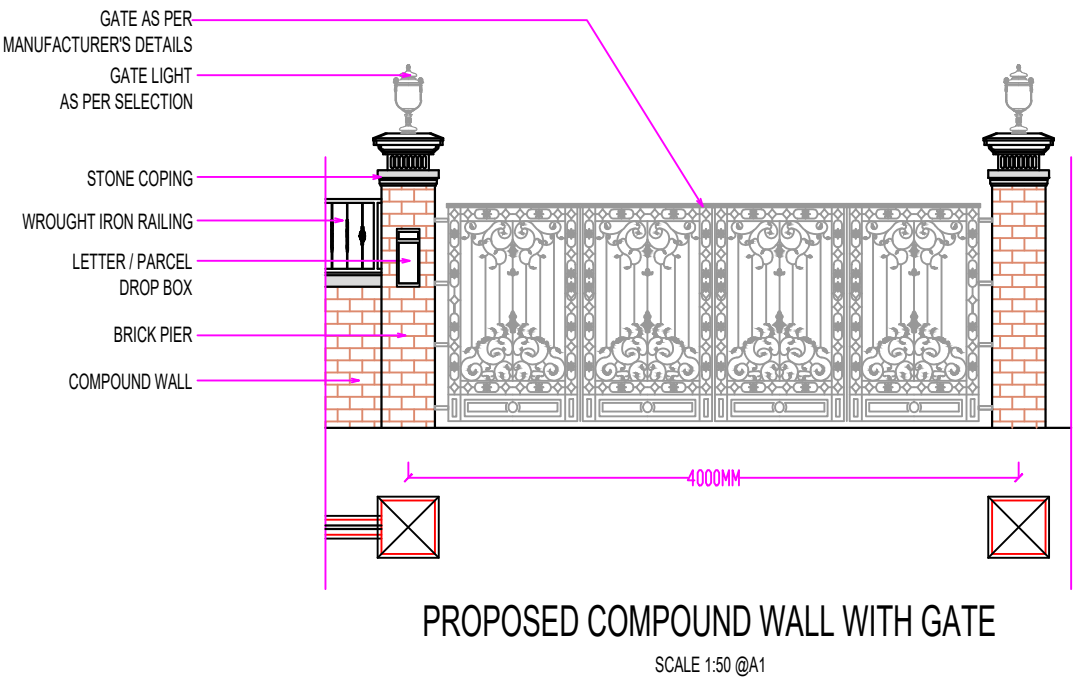 GATE AS PER
MANUFACTURER'S DETAILS
GATE LIGHT
AS PER SELECTION
STONE COPING
WROUGHT IRON RAILING
LETTER / PARCEL
DROP BOX
BRICK PIER
COMPOUND WALL
4000MM
PROPOSED COMPOUND WALL WITH GATE
SCALE 1:50 @A1